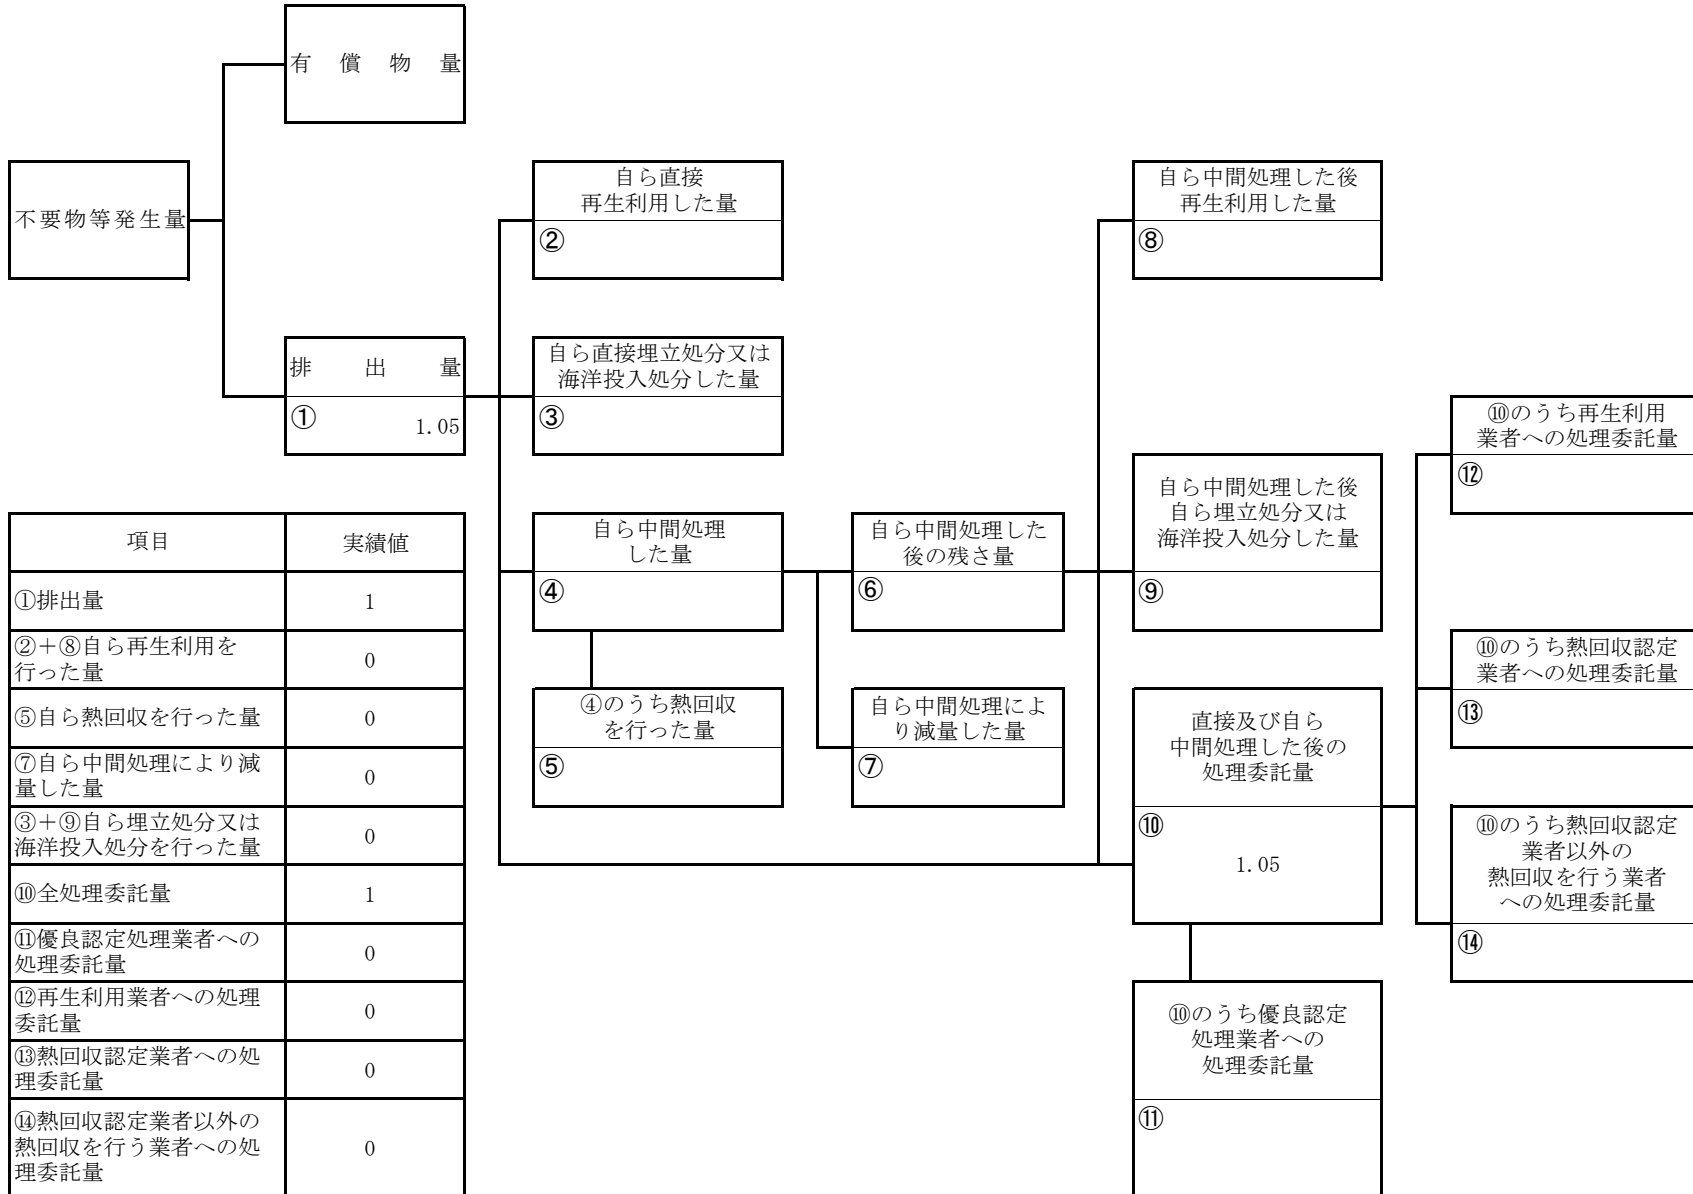 有償物量
不要物等発生量
排出量
①
1.05
自ら直接
再生利用した量
②
自ら直接埋立処分又は
海洋投入処分した量
③
自ら中間処理
した量
④
④のうち熱回収
を行った量
⑤
自ら中間処理した
後の残さ量
⑥
自ら中間処理によ
り減量した量
⑦
自ら中間処理した後
再生利用した量
⑧
自ら中間処理した後
自ら埋立処分又は
海洋投入処分した量
⑨
直接及び自ら
中間処理した後の
処理委託量
⑩
1.05
⑩のうち優良認定
処理業者への
処理委託量
⑪
⑩のうち再生利用
業者への処理委託量
⑫
⑩のうち熱回収認定
業者への処理委託量
⑬
⑩のうち熱回収認定
業者以外の
熱回収を行う業者
への処理委託量
⑭
項目 実績値
①排出量 1
②+⑧自ら再生利用を
行った量 0
⑤自ら熱回収を行った量 0
⑦自ら中間処理により減
量した量 0
③+⑨自ら埋立処分又は
海洋投入処分を行った量 0
⑩全処理委託量 1
⑪優良認定処理業者への
処理委託量 0
⑫再生利用業者への処理
委託量 0
⑬熱回収認定業者への処
理委託量 0
⑭熱回収認定業者以外の
熱回収を行う業者への処
理委託量 0